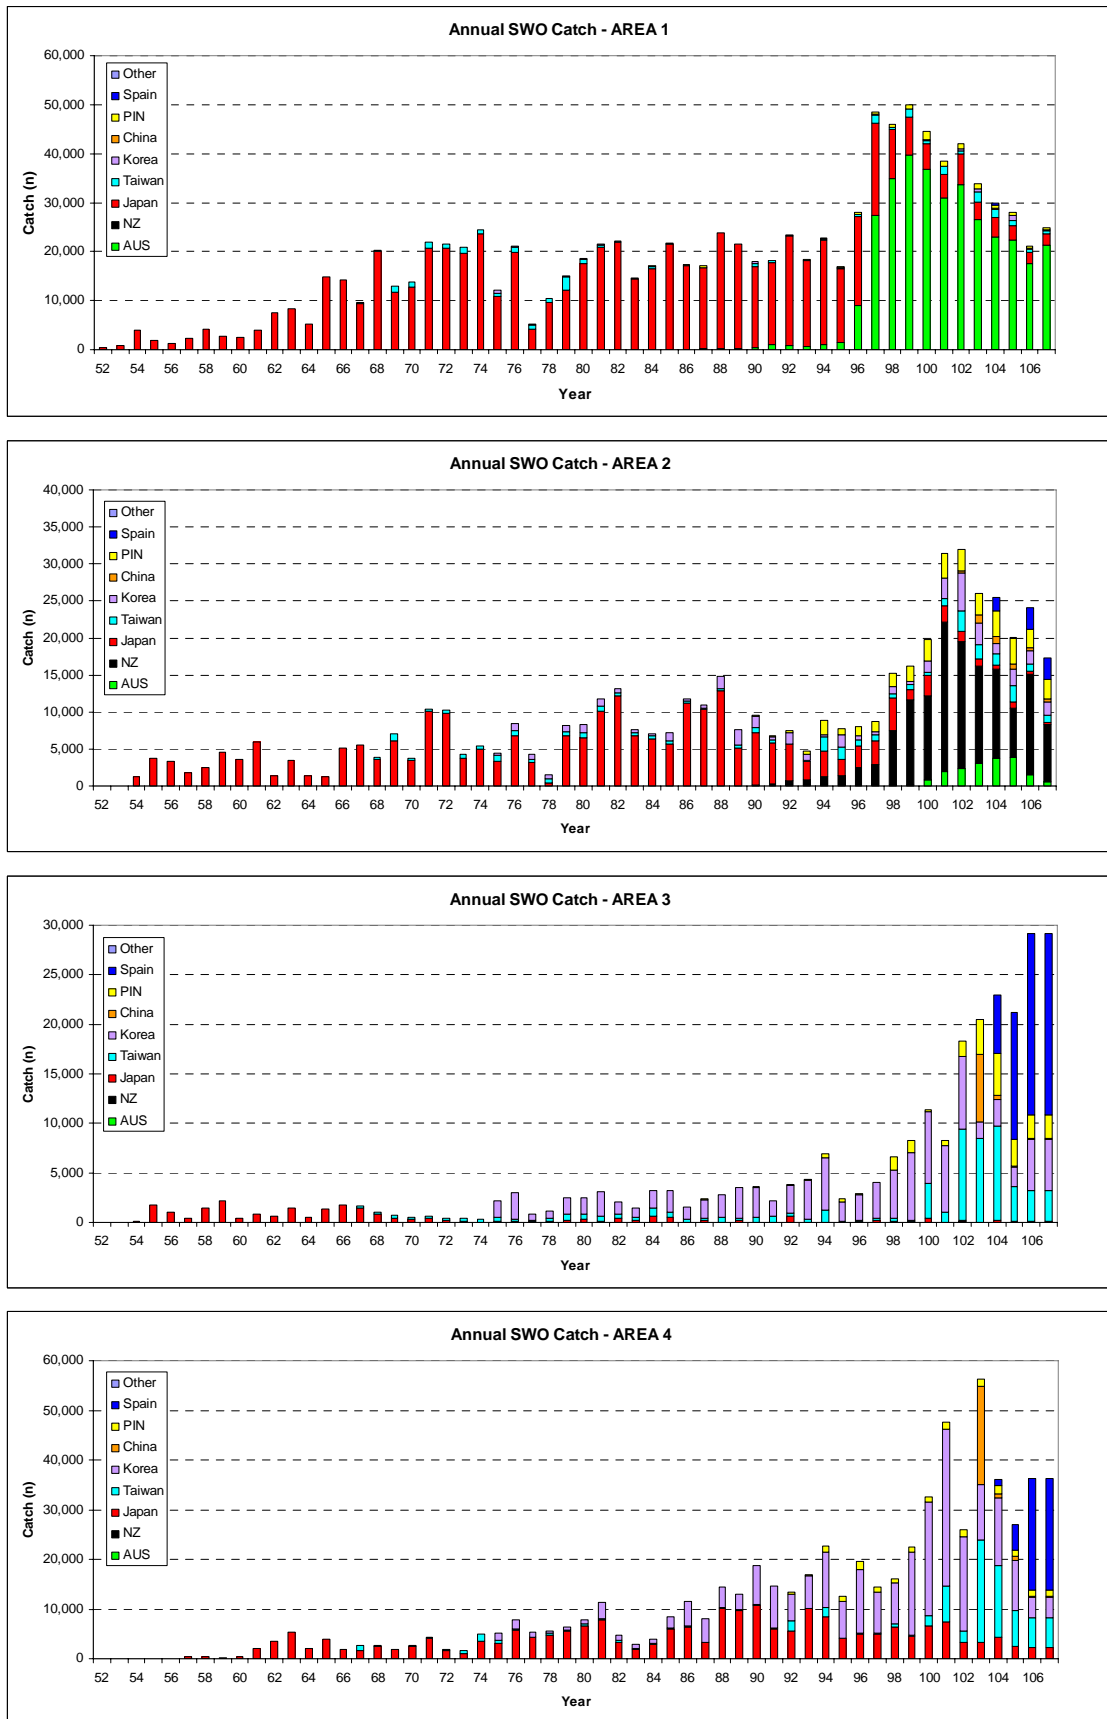 Annual SWO Catch - AREA 1
60,000
50,000
40,000
30,000
20,000
10,000
0
Catch (n)
Other
Spain
PIN
China
Korea
Taiwan
Japan
NZ
AUS
52 54 56 58 60 62 64 66 68 70 72 74 76 78 80 82 84 86 88 90 92 94 96 98 100 102 104 106
Year
Annual SWO Catch - AREA 2
40,000
35,000
30,000
25,000
20,000
15,000
10,000
5,000
0
Catch (n)
Other
Spain
PIN
China
Korea
Taiwan
Japan
NZ
AUS
52 54 56 58 60 62 64 66 68 70 72 74 76 78 80 82 84 86 88 90 92 94 96 98 100 102 104 106
Year
Annual SWO Catch - AREA 3
30,000
25,000
20,000
15,000
10,000
5,000
0
Catch (n)
Other
Spain
PIN
China
Korea
Taiwan
Japan
NZ
AUS
52 54 56 58 60 62 64 66 68 70 72 74 76 78 80 82 84 86 88 90 92 94 96 98 100 102 104 106
Year
Annual SWO Catch - AREA 4
60,000
50,000
40,000
30,000
20,000
10,000
0
Catch (n)
Other
Spain
PIN
China
Korea
Taiwan
Japan
NZ
AUS
52 54 56 58 60 62 64 66 68 70 72 74 76 78 80 82 84 86 88 90 92 94 96 98 100 102 104 106
Year